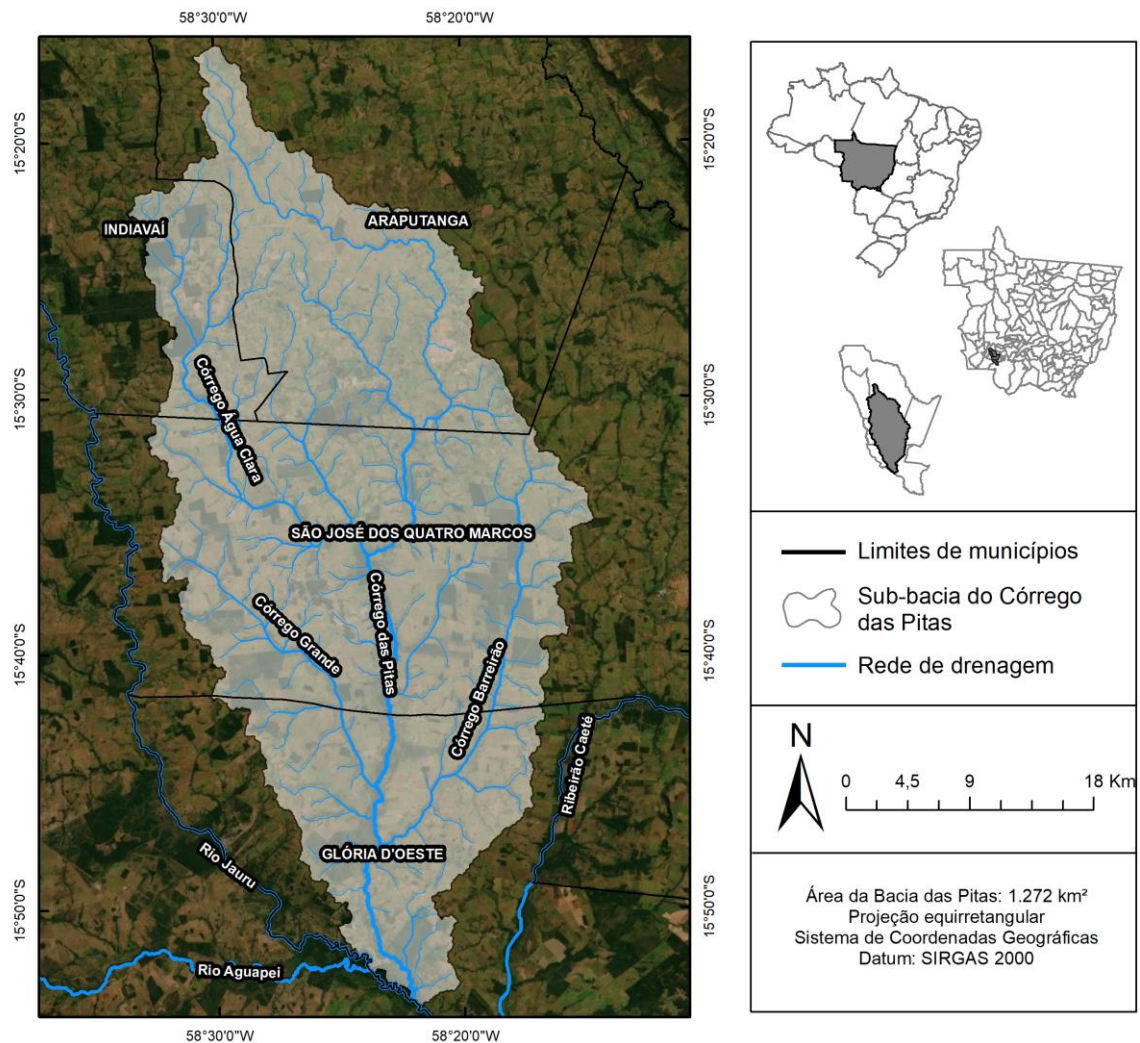 58°30'0"W
58°20'0"W
15°20'0"S
15°20'0"S
INDIAVAÍ
ARAPUTANGA
15°30'0"S
15°30'0"S
Córrego Água Clara
SÃO JOSÉ DOS QUATRO MARCOS
Córrego Grande
Córrego das Pitas
Córrego Barreirão
15°40'0"S
15°40'0"S
Ribeirão Caeté
GLÓRIA D'OESTE
Rio Jauru
15°50'0"S
15°50'0"S
Rio Aguapei
58°30'0"W
58°20'0"W
Limites de municípios
Sub-bacia do Córrego
das Pitas
Rede de drenagem
N
0 4,5 9 18 Km
Área da Bacia das Pitas: 1.272 km²
Projeção equirretangular
Sistema de Coordenadas Geográficas
Datum: SIRGAS 2000